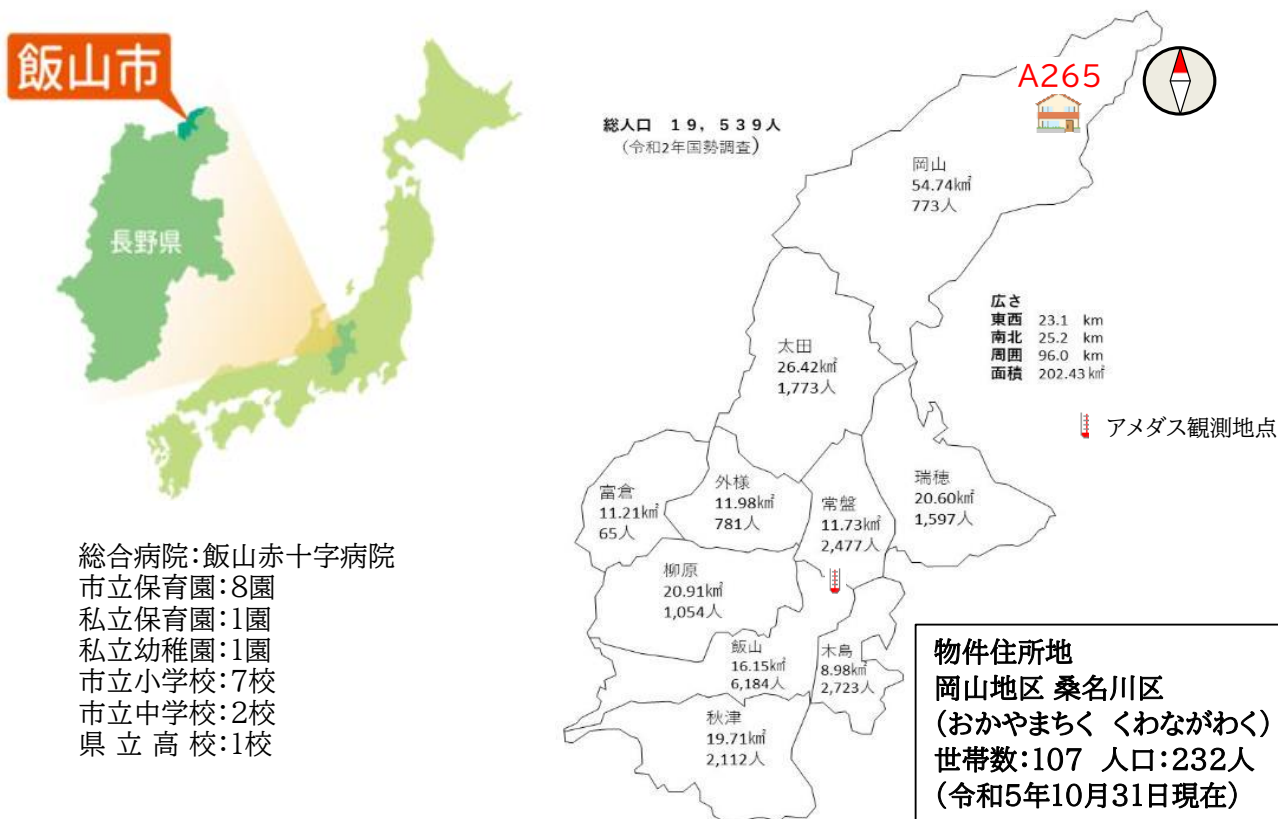 飯山市
長野県
総合病院:飯山赤十字病院
市立保育園:8園
私立保育園:1園
私立幼稚園:1園
市立小学校:7校
市立中学校:2校
県 立 高 校:1校
総人口 19,539人
(令和2年国勢調査)
A265
岡山
54.74㎢
773人
広さ
東西 23.1 km
南北 25.2 km
周囲 96.0 km
面積 202.43㎢
アメダス観測地点
太田
26.42㎢
1,773人
瑞穂
20.60㎢
1,597人
富倉
11.21㎢
65人
外様
11.98㎢
781人
常盤
11.73㎢
2,477人
柳原
20.91㎢
1,054人
飯山
16.15㎢
6,184人
木島
8.98㎢
2,723人
秋津
19.71㎢
2,112人
物件住所地
岡山地区 桑名川区
(おかやまちく くわながわく)
世帯数:107 人口:232人
(令和5年10月31日現在)